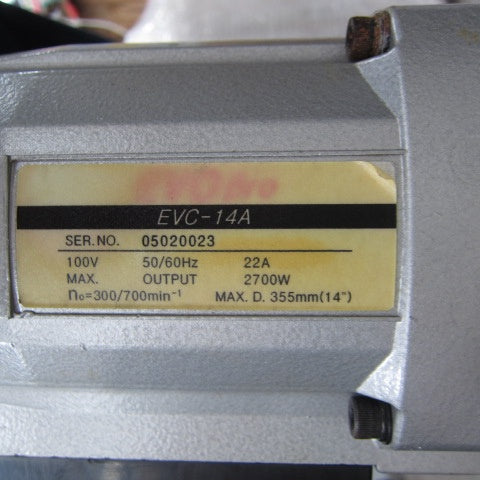 EVC-14A
SER.NO. 05020023
100V 50/60Hz 22A
MAX. OUTPUT 2700W
n₀=300/700min⁻¹ MAX. D. 355mm(14")